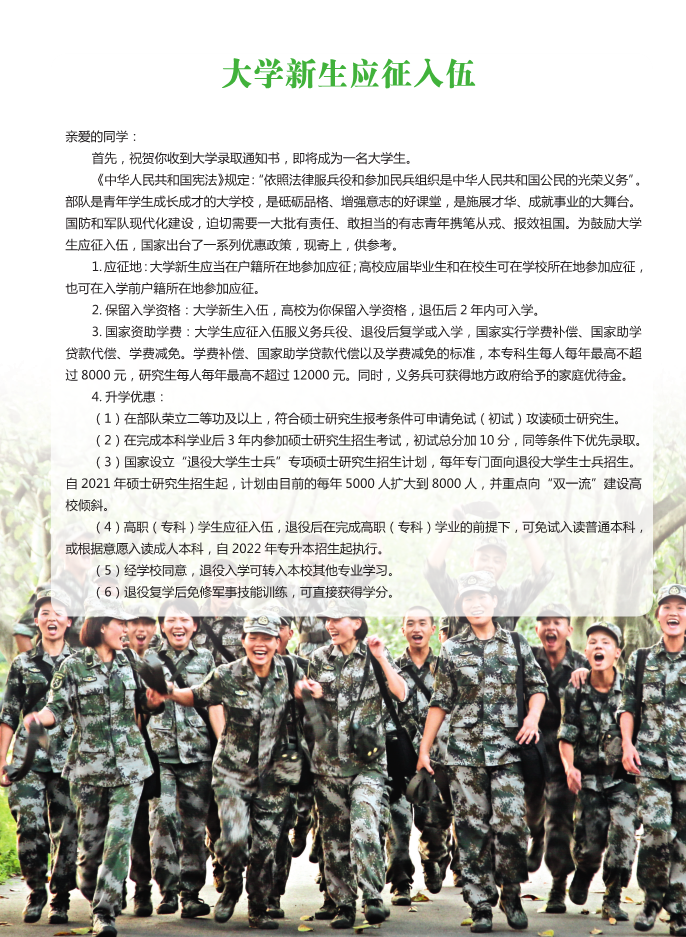 大学新生应征入伍
亲爱的同学：
首先，祝贺你收到大学录取通知书，即将成为一名大学生。
《中华人民共和国宪法》规定：“依照法律服兵役和参加民兵组织是中华人民共和国公民的光荣义务”。
部队是青年学生成长成才的大学校，是砥砺品格、增强意志的好课堂，是施展才华、成就事业的大舞台。
国防和军队现代化建设，迫切需要一大批有责任、敢担当的有志青年携笔从戎、报效祖国。为鼓励大学
生应征入伍，国家出台了一系列优惠政策，现寄上，供参考。
1. 应征地：大学新生应当在户籍所在地参加应征；高校应届毕业生和在校生可在学校所在地参加应征，
也可在入学前户籍所在地参加应征。
2. 保留入学资格：大学新生入伍，高校为你保留入学资格，退伍后 2 年内可入学。
3. 国家资助学费：大学生应征入伍服义务兵役、退役后复学或入学，国家实行学费补偿、国家助学
贷款代偿、学费减免。学费补偿、国家助学贷款代偿以及学费减免的标准，本专科生每人每年最高不超
过 8000 元，研究生每人每年最高不超过 12000 元。同时，义务兵可获得地方政府给予的家庭优待金。
4. 升学优惠：
（1）在部队荣立二等功及以上，符合硕士研究生报考条件可申请免试（初试）攻读硕士研究生。
（2）在完成本科学业后 3 年内参加硕士研究生招生考试，初试总分加 10 分，同等条件下优先录取。
（3）国家设立“退役大学生士兵”专项硕士研究生招生计划，每年专门面向退役大学生士兵招生。
自 2021 年硕士研究生招生起，计划由目前的每年 5000 人扩大到 8000 人，并重点向“双一流”建设高
校倾斜。
（4）高职（专科）学生应征入伍，退役后在完成高职（专科）学业的前提下，可免试入读普通本科，
或根据意愿入读成人本科，自 2022 年专升本招生起执行。
（5）经学校同意，退役入学可转入本校其他专业学习。
（6）退役复学后免修军事技能训练，可直接获得学分。